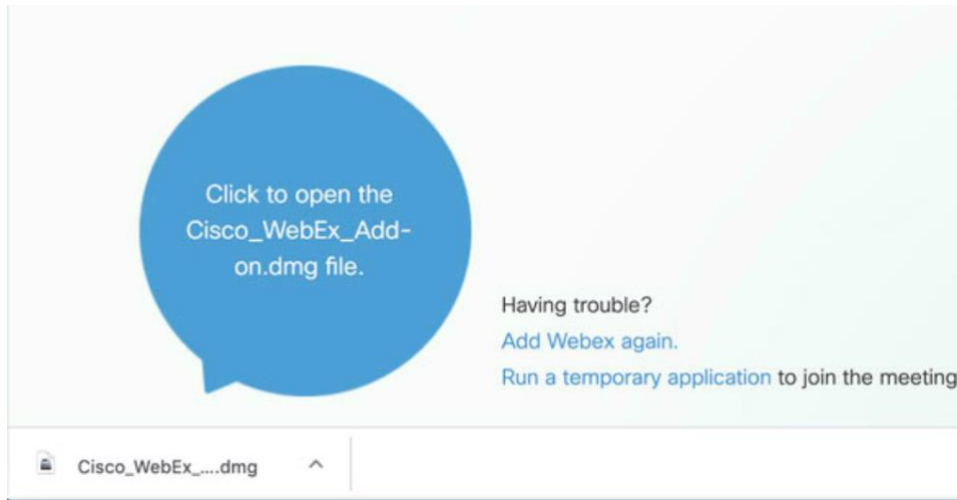 Click to open the
Cisco_WebEx_Add-
on.dmg file.
Having trouble?
Add Webex again.
Run a temporary application to join the meeting
Cisco_WebEx_....dmg